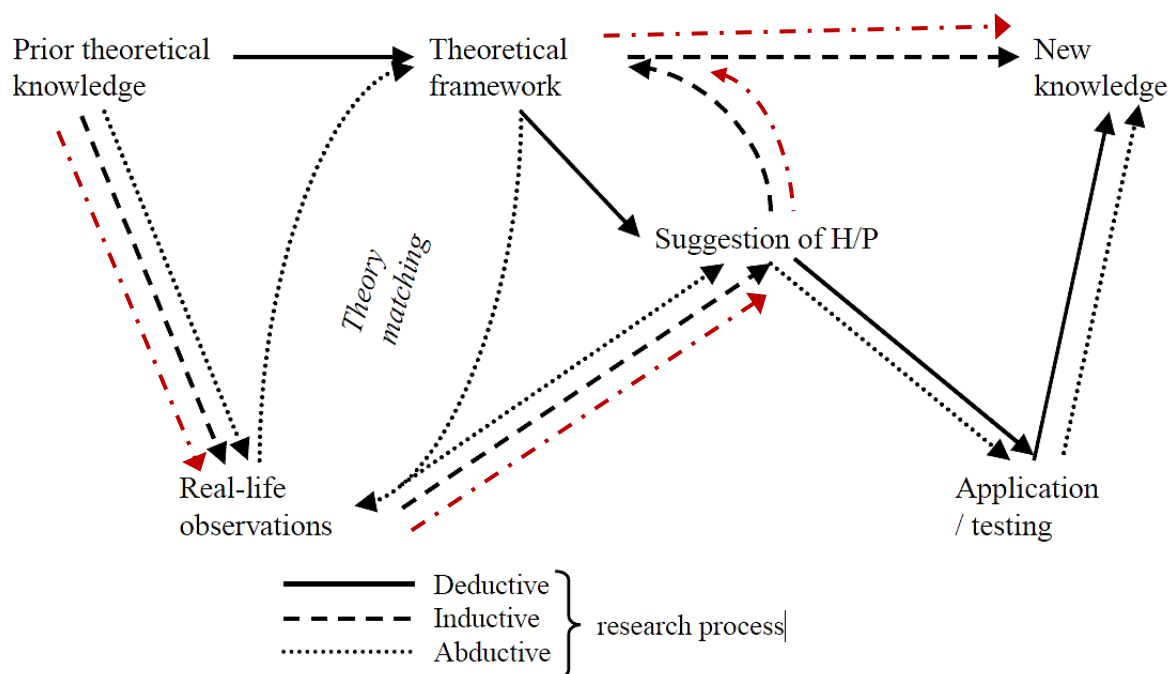 Prior theoretical
knowledge
Theoretical
framework
New
knowledge
Suggestion of H/P
Theory
matching
Real-life
observations
Application
/ testing
Deductive
Inductive
Abductive
research process